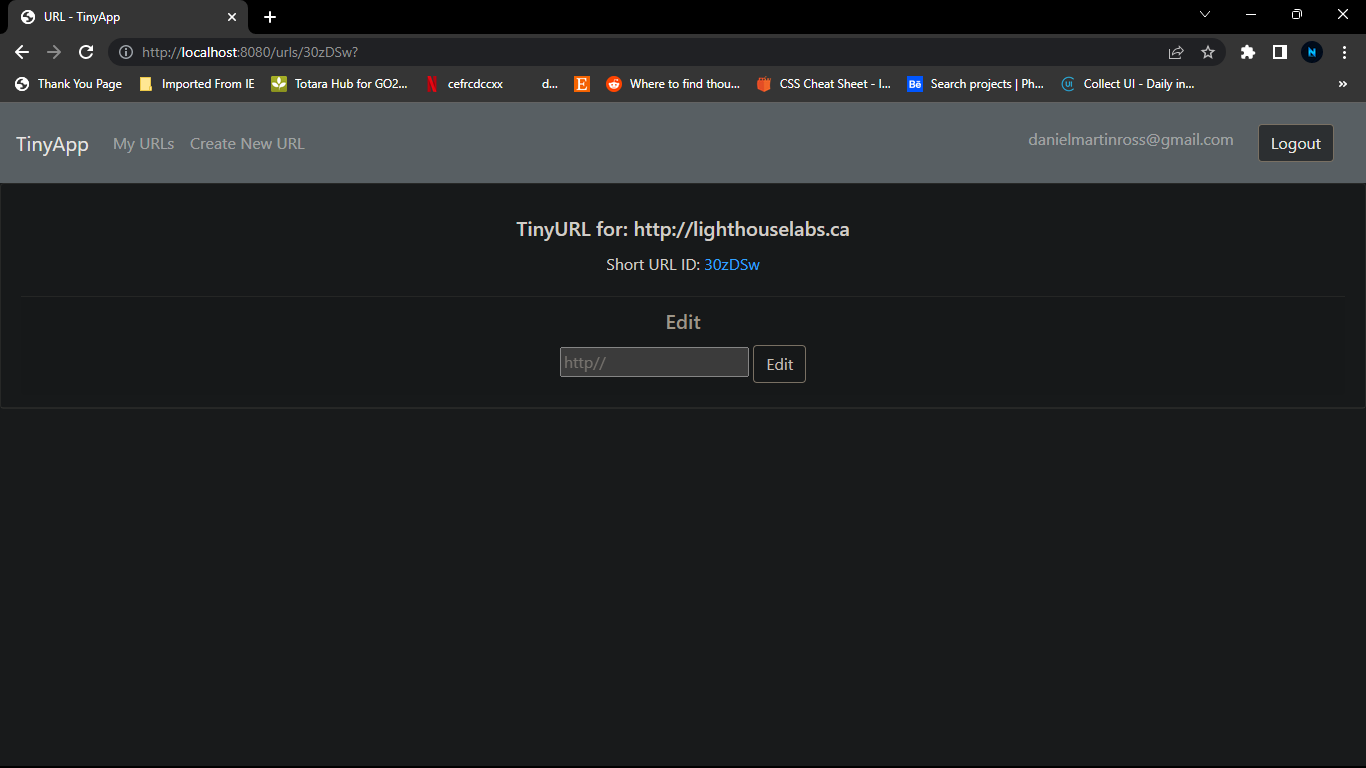 URL - TinyApp
http://localhost:8080/urls/30zDSw?
N
Thank You Page Imported From IE Totara Hub for GO2... N cefrcdccxx d... E Where to find thou... CSS Cheat Sheet - I... Bē Search projects | Ph... UI Collect UI - Daily in... »
TinyApp My URLs Create New URL danielmartinross@gmail.com Logout
TinyURL for: http://lighthouselabs.ca
Short URL ID: 30zDSw
Edit
http// Edit